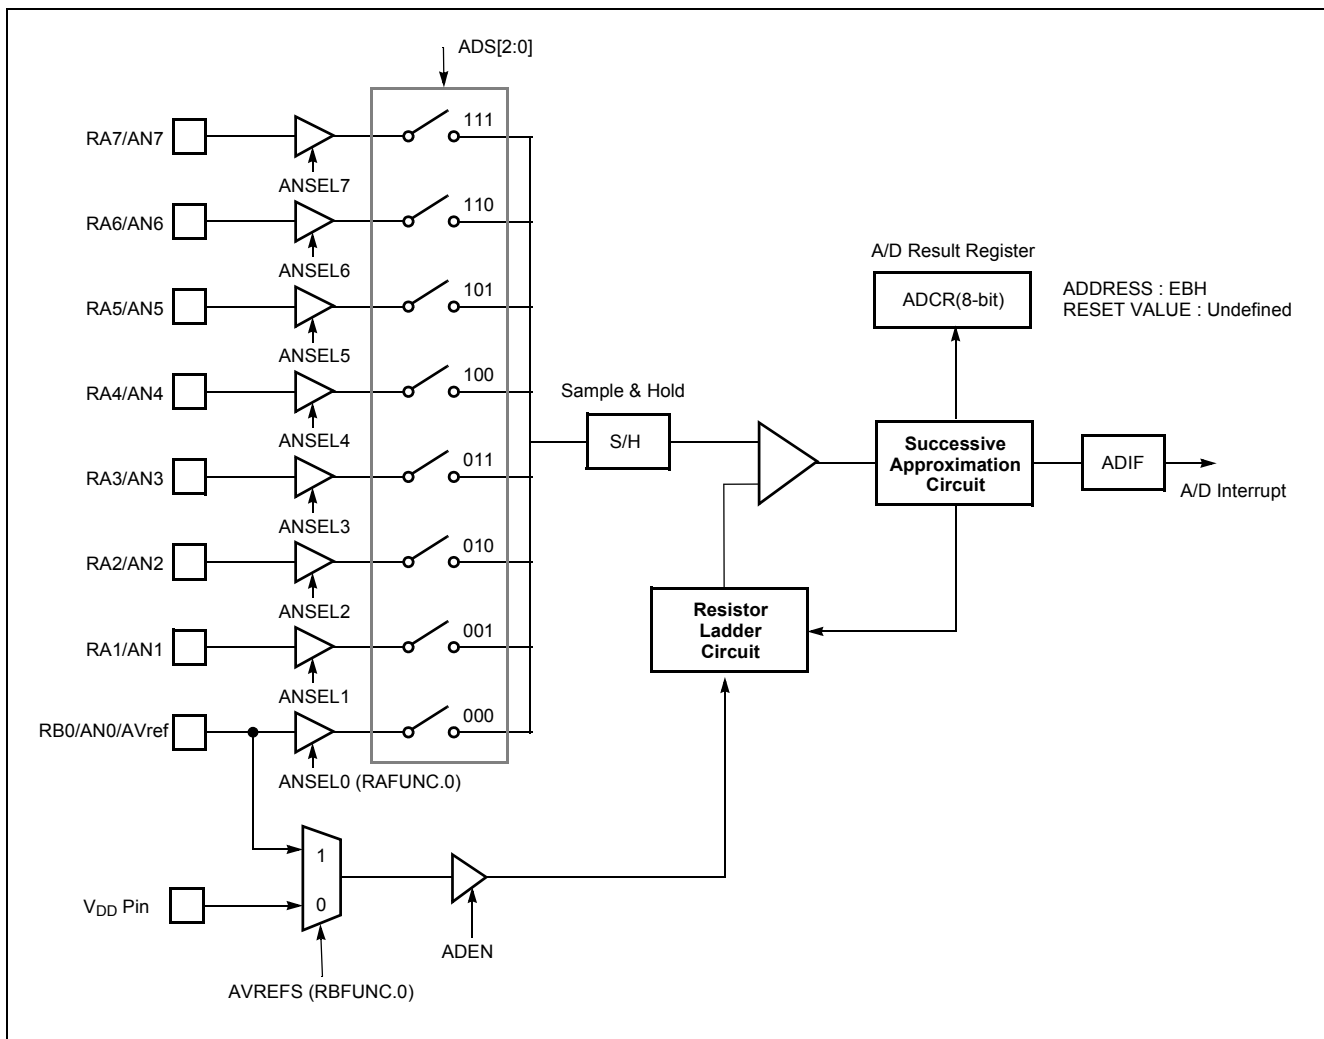 ADS[2:0]
RA7/AN7
111
ANSEL7
RA6/AN6
110
ANSEL6
RA5/AN5
101
ANSEL5
RA4/AN4
100
ANSEL4
RA3/AN3
011
ANSEL3
RA2/AN2
010
ANSEL2
RA1/AN1
001
ANSEL1
RB0/AN0/AVref
000
ANSEL0 (RAFUNC.0)
Sample & Hold
S/H
A/D Result Register
ADCR(8-bit)
ADDRESS : EBH
RESET VALUE : Undefined
Successive
Approximation
Circuit
ADIF
A/D Interrupt
Resistor
Ladder
Circuit
1
0
VDD Pin
ADEN
AVREFS (RBFUNC.0)